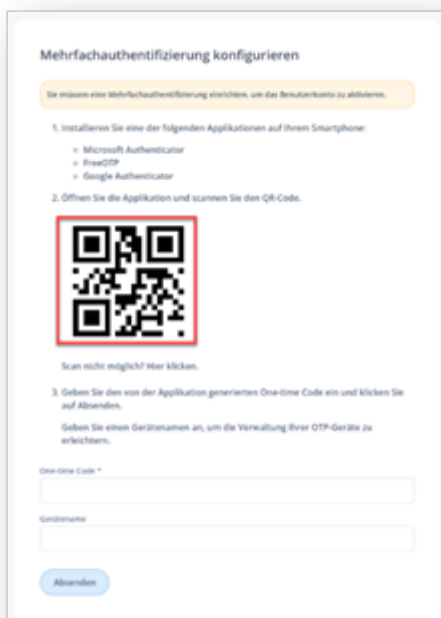 Mehrfachauthentifizierung konfigurieren
Sie müssen eine Mehrfachauthentifizierung einrichten, um das Benutzerkonto zu aktivieren.
1. Installieren Sie eine der folgenden Applikationen auf Ihrem Smartphone:
Microsoft Authenticator
FreeOTP
Google Authenticator
2. Öffnen Sie die Applikation und scannen Sie den QR-Code.
Scan nicht möglich? Hier klicken.
3. Geben Sie den von der Applikation generierten One-time Code ein und klicken Sie
auf Absenden.
Geben Sie einen Gerätenamen an, um die Verwaltung Ihrer OTP-Geräte zu
erleichtern.
One-time Code *
Gerätename
Absenden